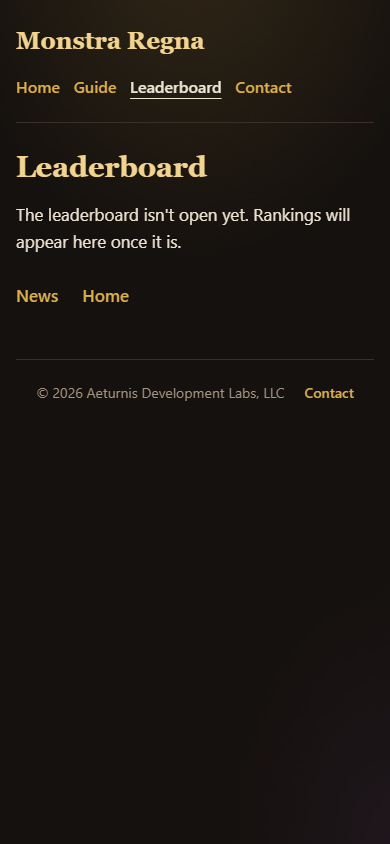 Monstra Regna
Home Guide Leaderboard Contact
Leaderboard
The leaderboard isn't open yet. Rankings will
appear here once it is.
News Home
© 2026 Aeturnis Development Labs, LLC Contact